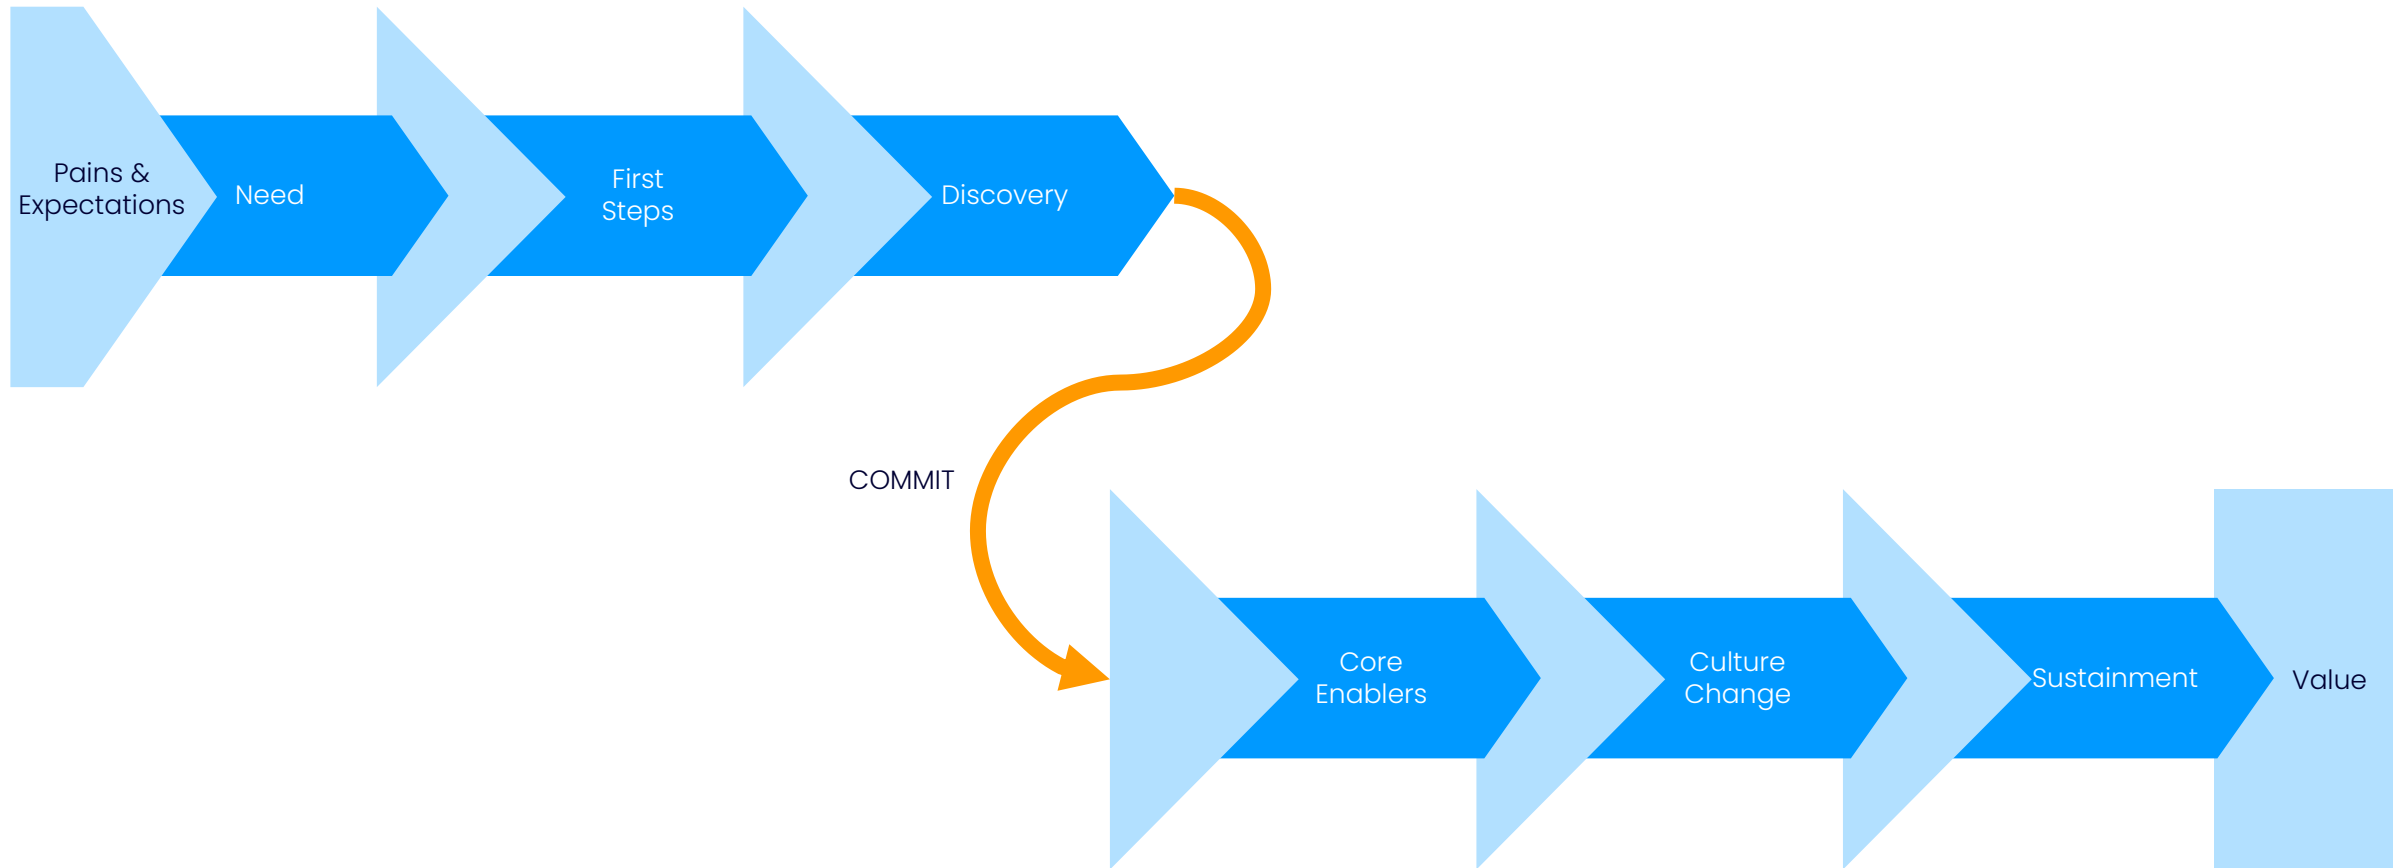 Pains &
Expectations
Need
First
Steps
Discovery
COMMIT
Core
Enablers
Culture
Change
Sustainment
Value